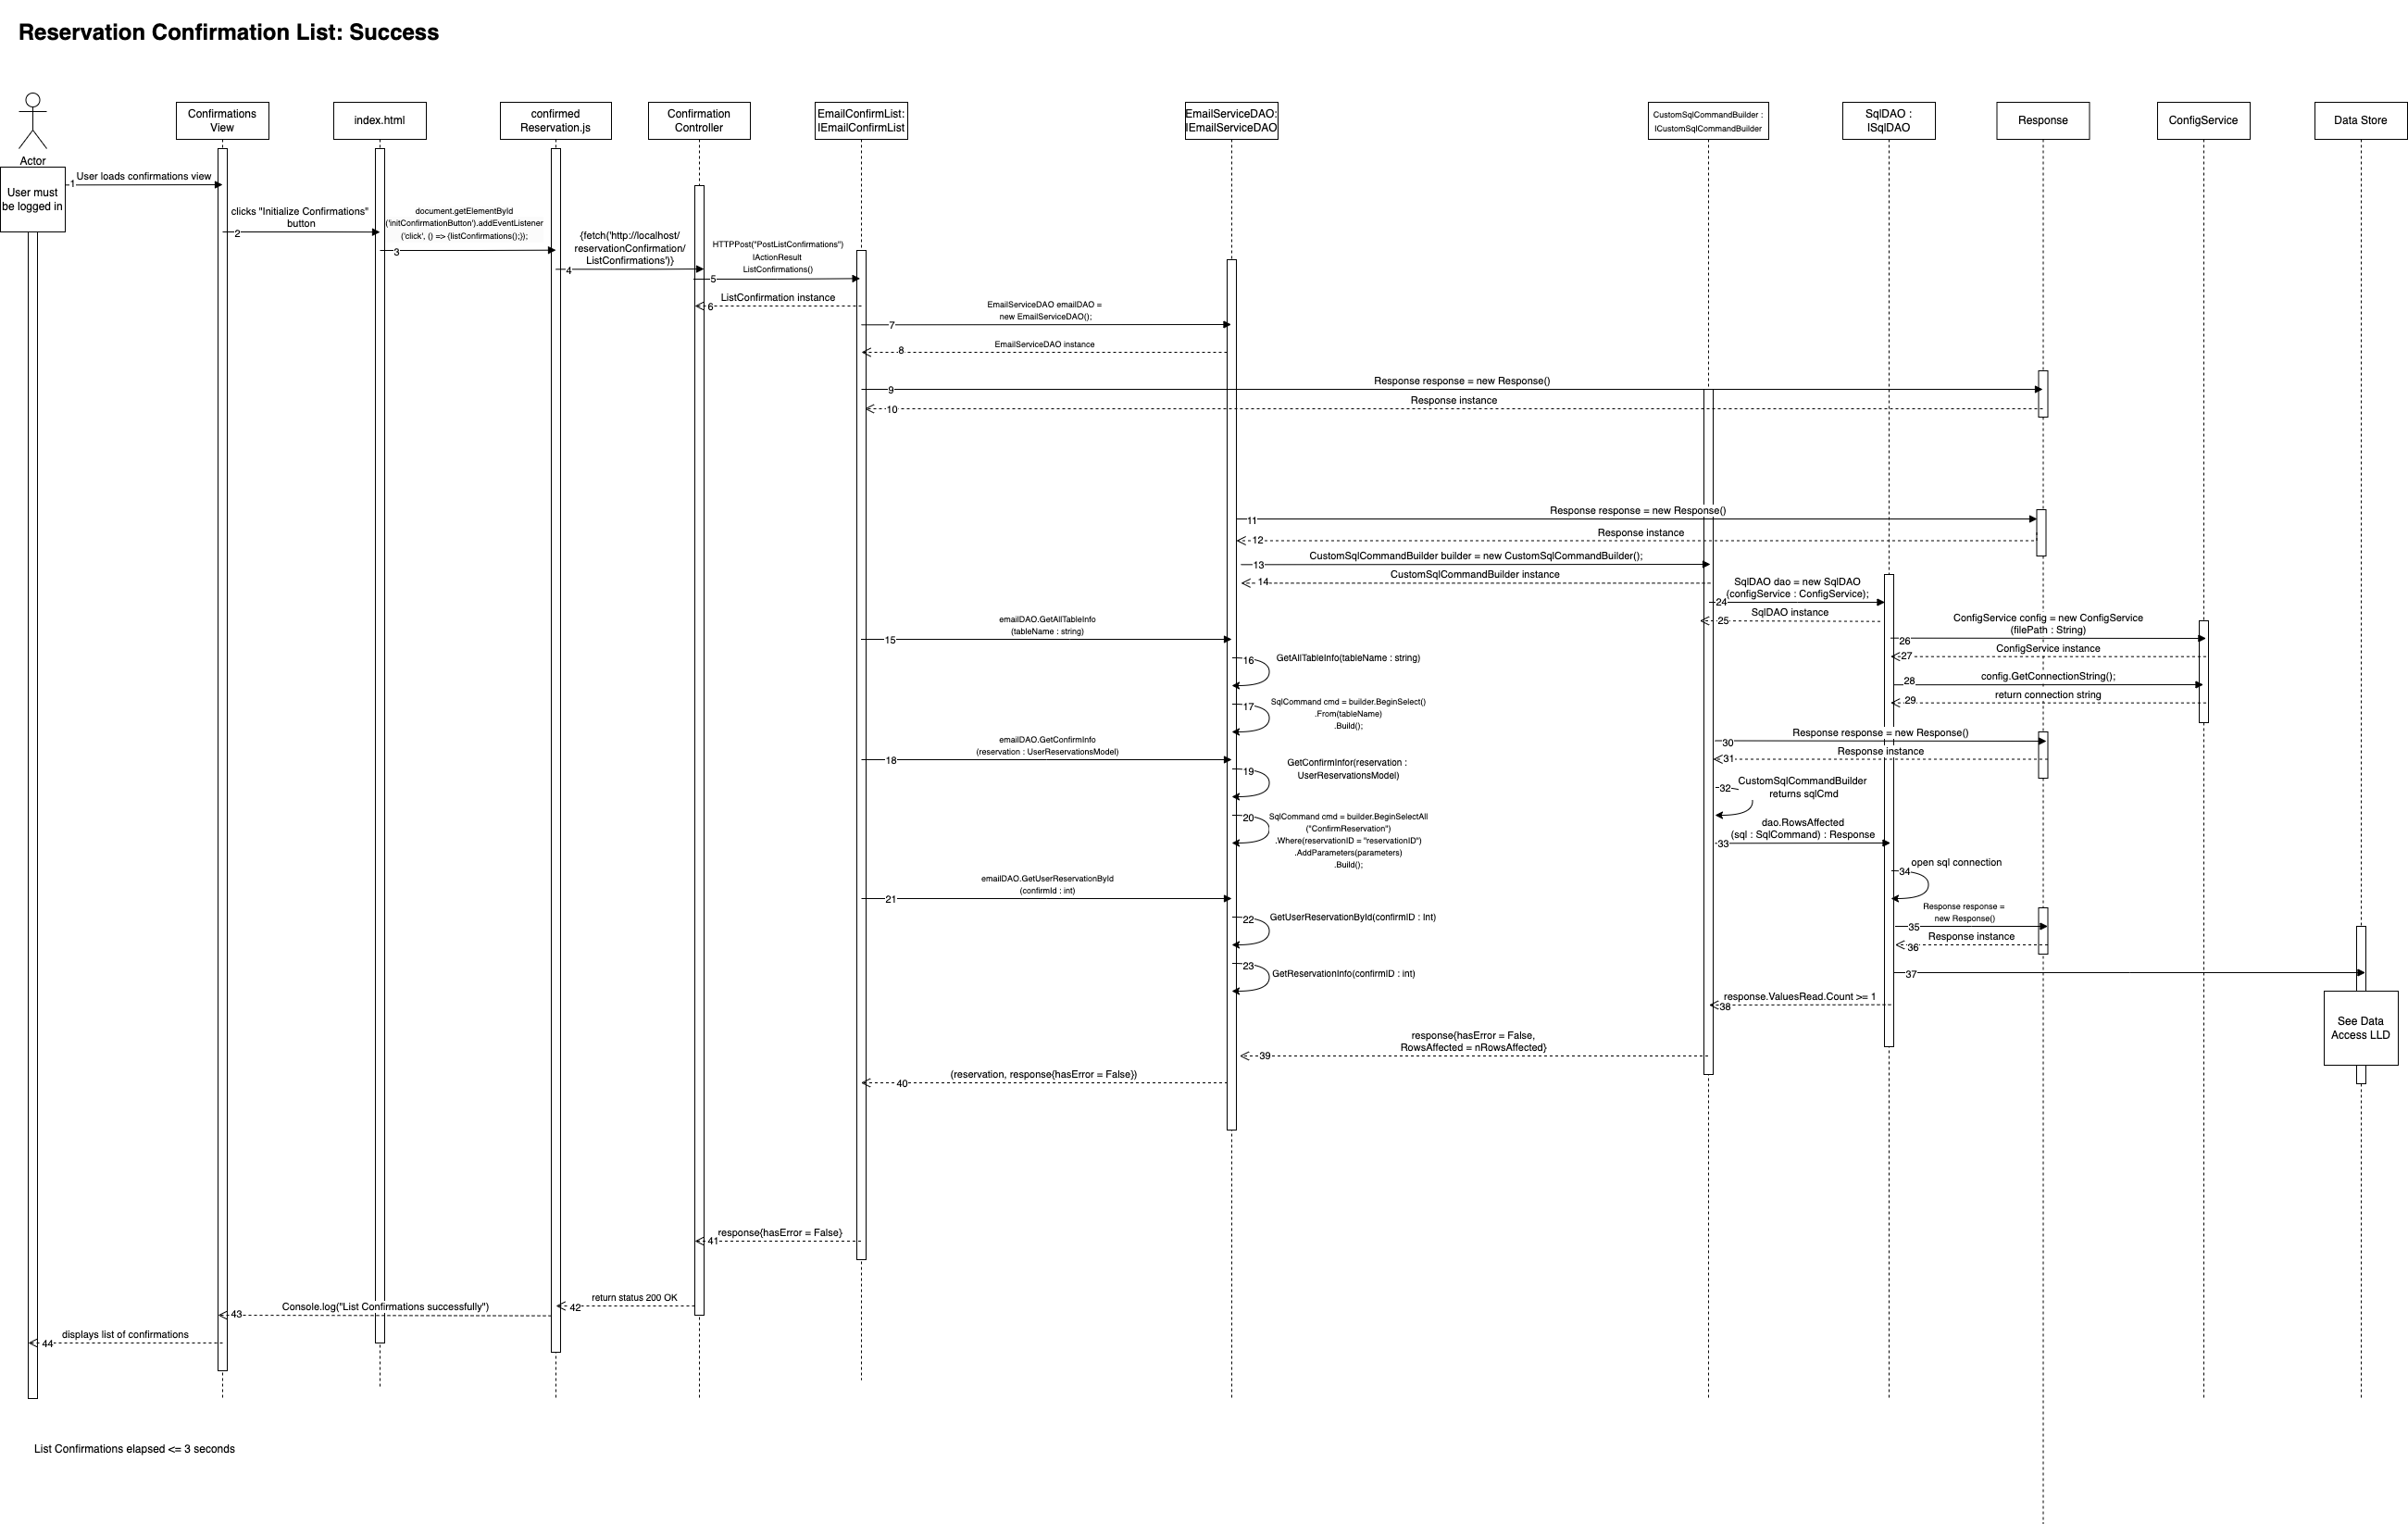 Reservation Confirmation List: Success
Actor
User must
be logged in
Confirmations
View
index.html
confirmed
Reservation.js
Confirmation
Controller
EmailConfirmList:
IEmailConfirmList
EmailServiceDAO:
IEmailServiceDAO
CustomSqlCommandBuilder :
ICustomSqlCommandBuilder
SqlDAO :
ISqlDAO
Response
ConfigService
Data Store
1
User loads confirmations view
clicks "Initialize Confirmations"
button
2
document.getElementById
('initConfirmationButton').addEventListener
('click', () => {listConfirmations();});
3
{fetch('http://localhost/
reservationConfirmation/
ListConfirmations')}
4
HTTPPost("PostListConfirmations")
IActionResult
ListConfirmations()
5
ListConfirmation instance
6
EmailServiceDAO emailDAO =
new EmailServiceDAO();
7
EmailServiceDAO instance
8
Response response = new Response()
9
Response instance
10
Response response = new Response()
11
Response instance
12
CustomSqlCommandBuilder builder = new CustomSqlCommandBuilder();
13
CustomSqlCommandBuilder instance
14
SqlDAO dao = new SqlDAO
(configService : ConfigService);
24
SqlDAO instance
25
emailDAO.GetAllTableInfo
(tableName : string)
15
ConfigService config = new ConfigService
(filePath : String)
26
ConfigService instance
27
16
GetAllTableInfo(tableName : string)
config.GetConnectionString();
28
return connection string
29
17
SqlCommand cmd = builder.BeginSelect()
.From(tableName)
.Build();
emailDAO.GetConfirmInfo
(reservation : UserReservationsModel)
18
Response response = new Response()
30
Response instance
31
19
GetConfirmInfor(reservation :
UserReservationsModel)
32
CustomSqlCommandBuilder
returns sqlCmd
20
SqlCommand cmd = builder.BeginSelectAll
("ConfirmReservation")
.Where(reservationID = "reservationID")
.AddParameters(parameters)
.Build();
dao.RowsAffected
(sql : SqlCommand) : Response
33
open sql connection
34
emailDAO.GetUserReservationById
(confirmId : int)
21
22
GetUserReservationById(confirmID : Int)
Response response =
new Response()
35
Response instance
36
23
GetReservationInfo(confirmID : int)
37
response.ValuesRead.Count >= 1
38
See Data
Access LLD
response{hasError = False,
RowsAffected = nRowsAffected}
39
(reservation, response{hasError = False})
40
response{hasError = False}
41
return status 200 OK
42
Console.log("List Confirmations successfully")
43
displays list of confirmations
44
List Confirmations elapsed <= 3 seconds